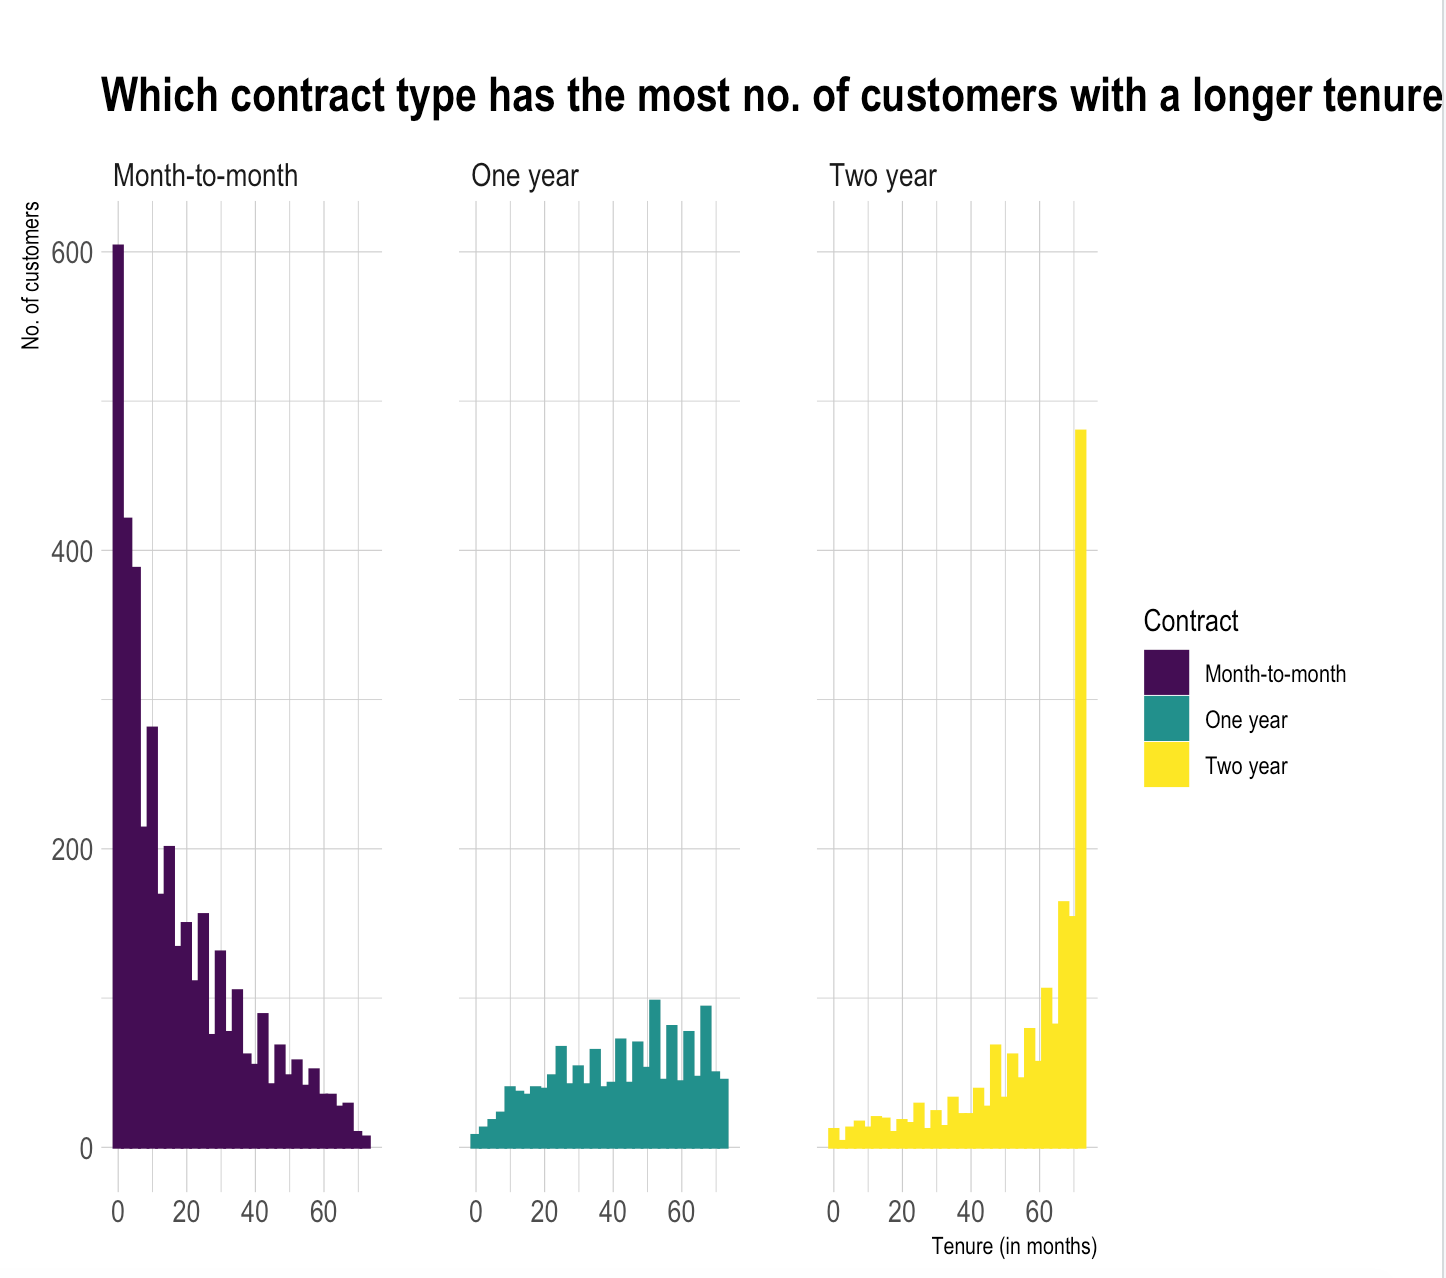 Which contract type has the most no. of customers with a longer tenure
Month-to-month
One year
Two year
No. of customers
600
400
200
0
0 20 40 60
0 20 40 60
0 20 40 60
Tenure (in months)
Contract
Month-to-month
One year
Two year